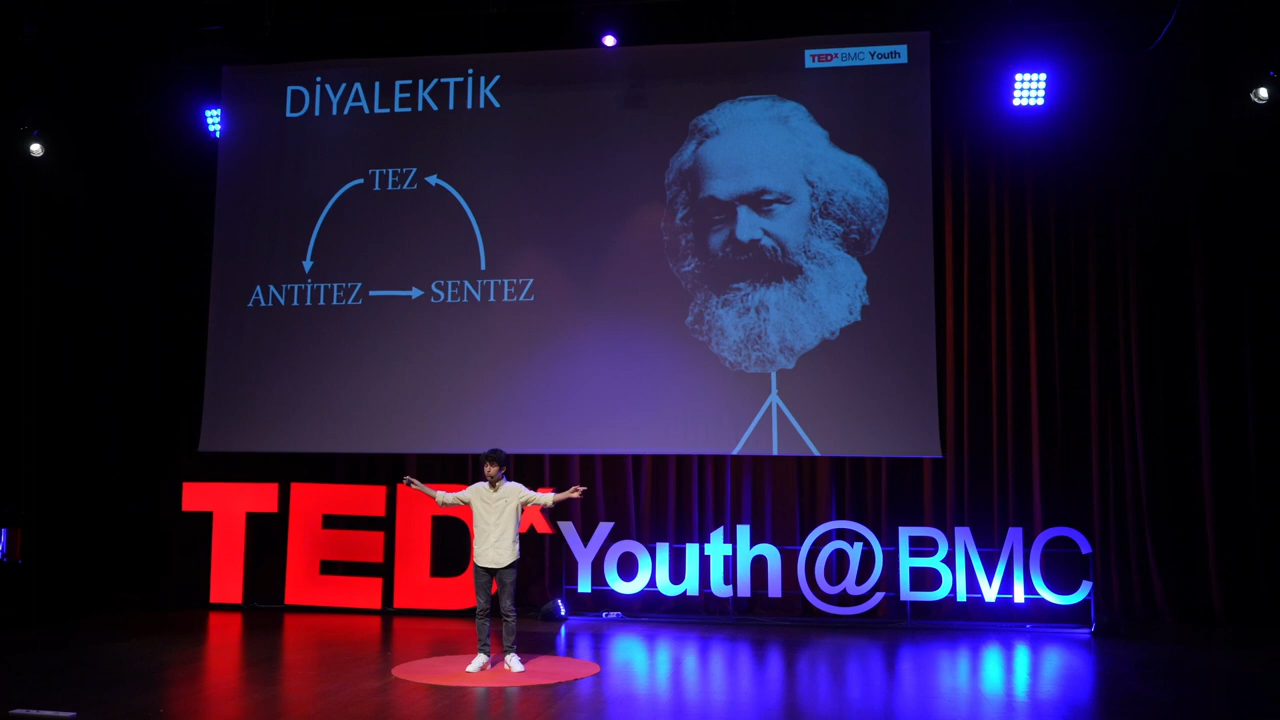 TEDx BMC Youth
DİYALEKTİK
TEZ
ANTİTEZ
SENTEZ
TEDx Youth@BMC